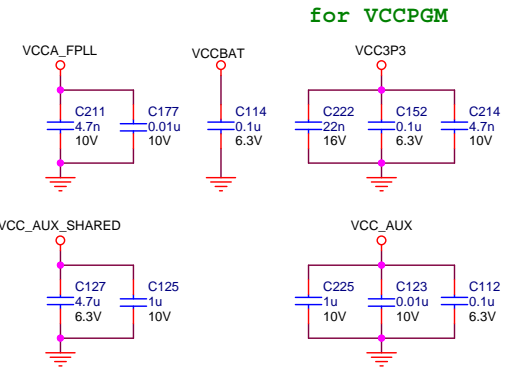 for VCCPGM
VCCA_FPLL
VCCBAT
VCC3P3
C211
4.7n
10V
C177
0.01u
10V
C114
0.1u
6.3V
C222
22n
16V
C152
0.1u
6.3V
C214
4.7n
10V
VCC_AUX_SHARED
VCC_AUX
C127
4.7u
6.3V
C125
1u
10V
C225
1u
10V
C123
0.01u
10V
C112
0.1u
6.3V